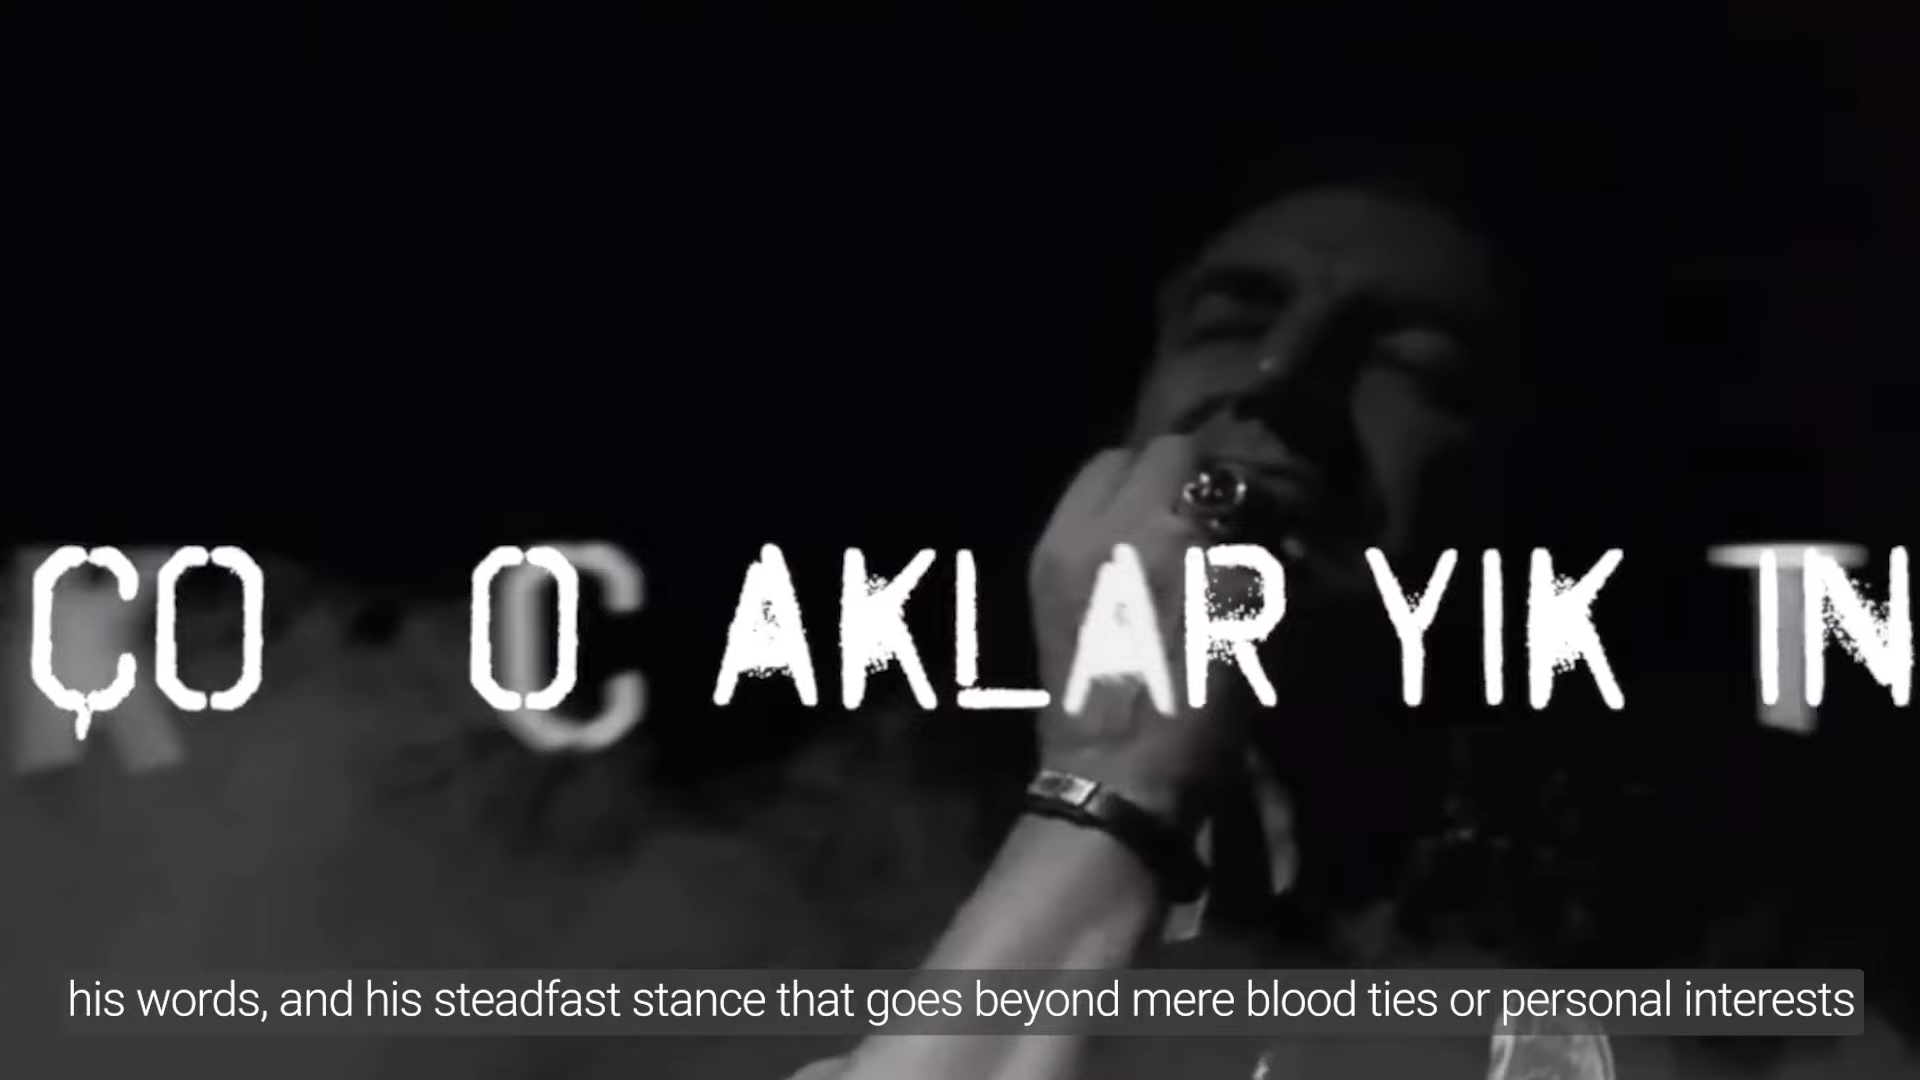 ÇO O AKLAR YIK IN
his words, and his steadfast stance that goes beyond mere blood ties or personal interests